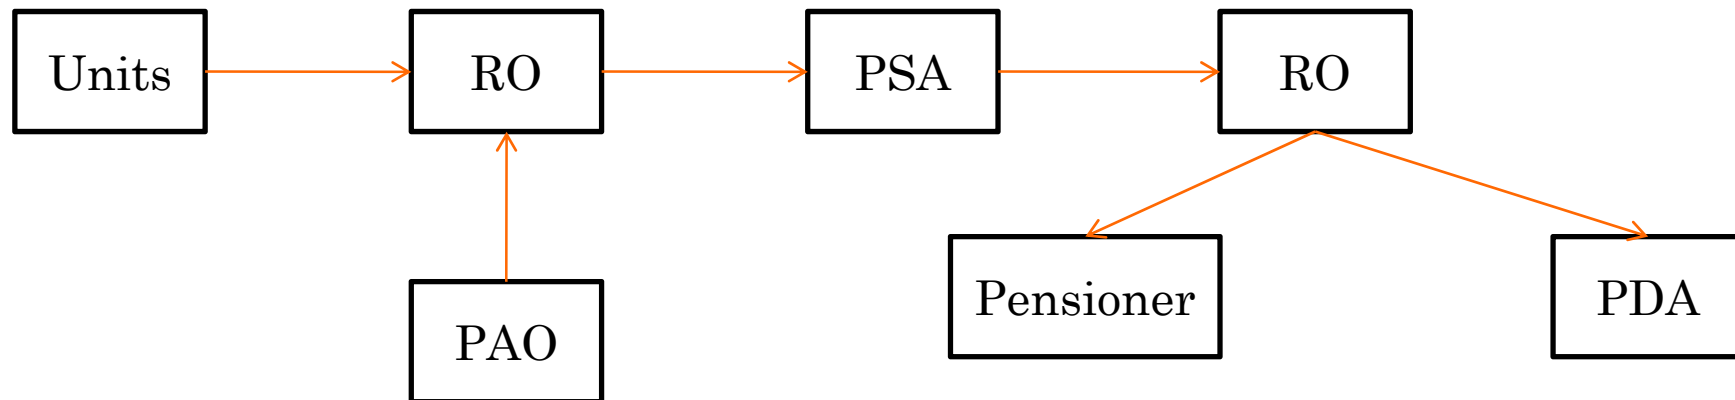 Units
RO
PSA
RO
Pensioner
PDA
PAO